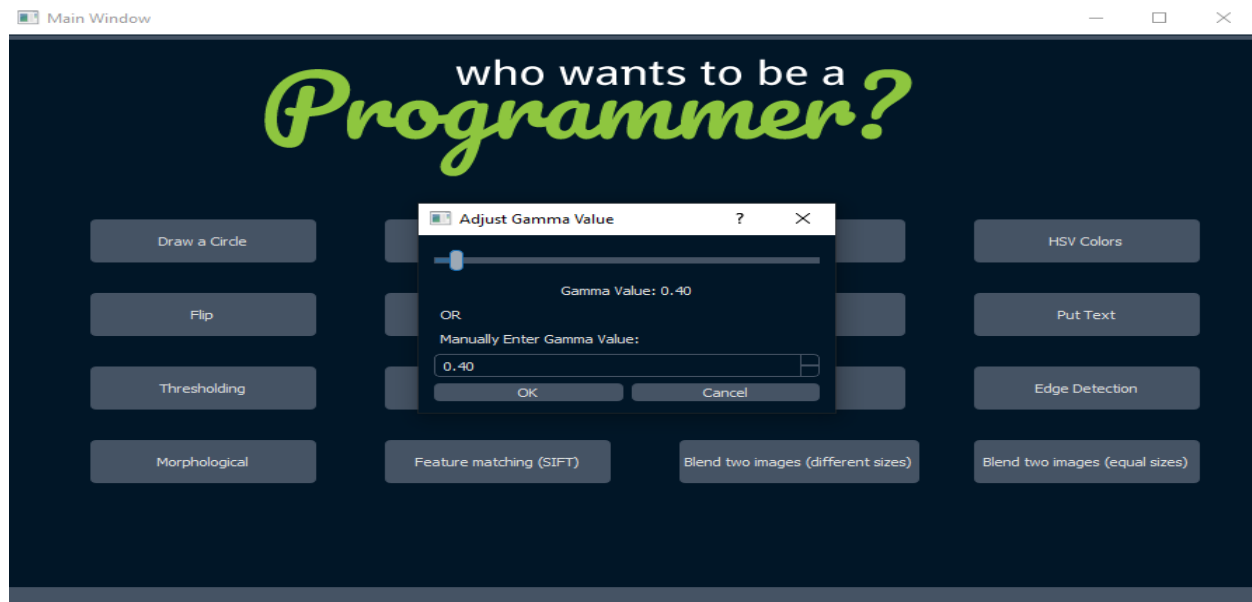 Main Window
who wants to be a
Programmer?
Adjust Gamma Value ?
Draw a Circle
HSV Colors
Gamma Value: 0.40
OR
Flip
Put Text
Manually Enter Gamma Value:
0.40
Thresholding
OK
Cancel
Edge Detection
Morphological
Feature matching (SIFT)
Blend two images (different sizes)
Blend two images (equal sizes)